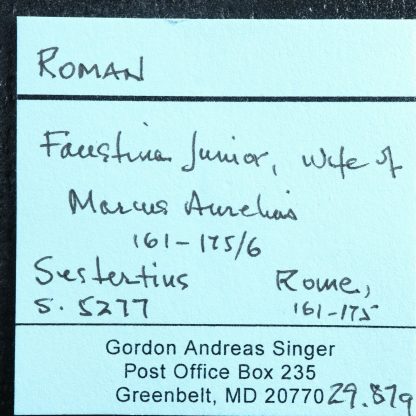 ROMAN
Faustina Junior, Wife of
Marcus Aurelius
161-175/6
Sestertius Rome,
S. 5277 161-175
Gordon Andreas Singer
Post Office Box 235
Greenbelt, MD 20770 29.87g